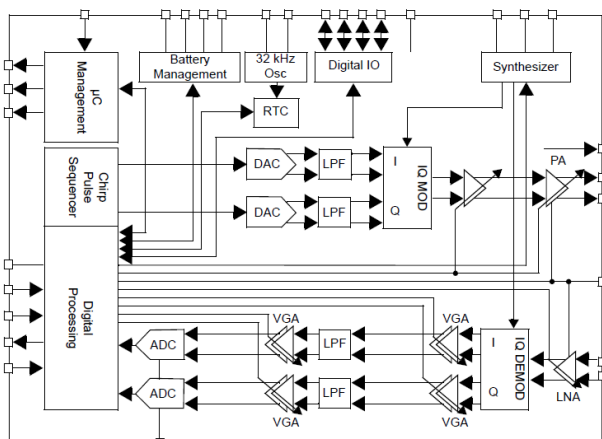 µC
Management
Battery
Management
32 kHz
Osc
Digital IO
Synthesizer
RTC
Chirp
Pulse
Sequencer
DAC
LPF
I
Q
IQ MOD
PA
DAC
LPF
Digital
Processing
ADC
VGA
LPF
VGA
I
Q
IQ DEMOD
LNA
ADC
VGA
LPF
VGA